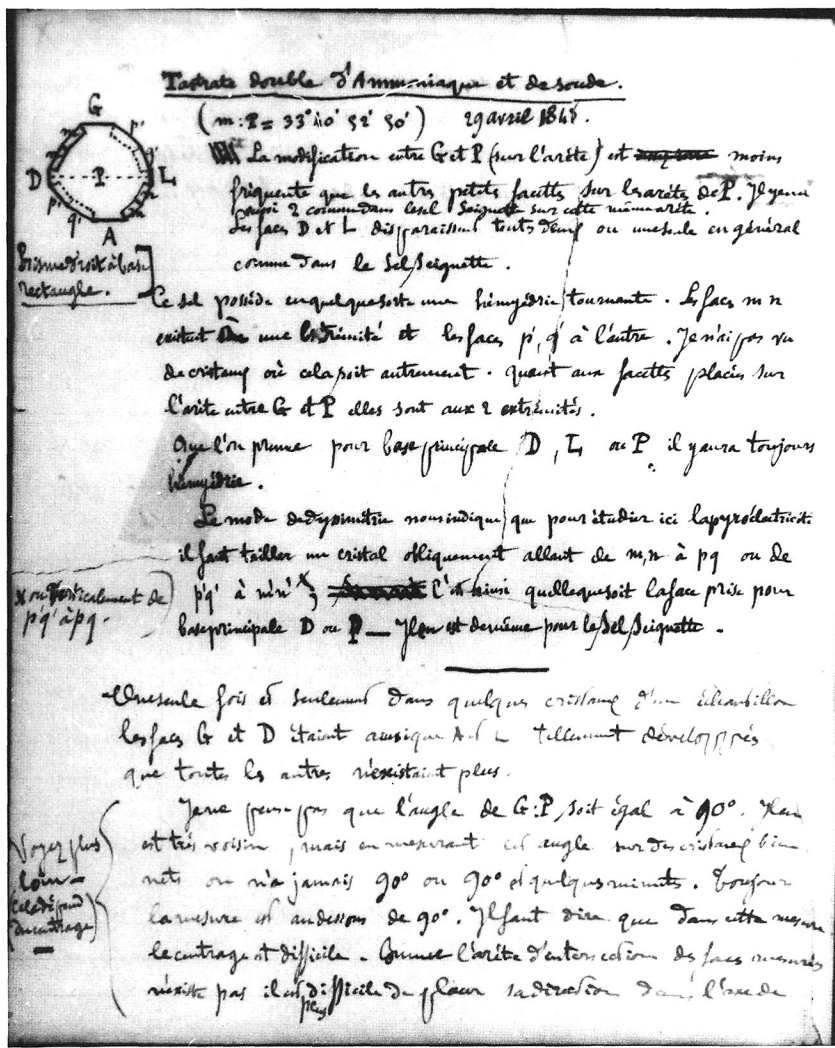 Tartrate double d'Ammoniaque et de soude.
(m:P = 33° 40' 52' 50') 29 avril 1848.
G
p'
n
m
D
P
L
p
q
n
m
A
Prisme droit à base
rectangle.
La modification entre G et P (sur l'arête) est moins
fréquente que les autres petites facettes sur les arêtes de P. Il y en a
aussi 2 comme dans le sel Seignette sur cette même arête.
Les faces D et L disparaissent toutes deux ou une seule en général
comme dans le Sel Seignette.
Ce sel possède en quelque sorte une hémyédrie tournante. Les faces m n
existent à une extrémité et les faces p', q' à l'autre. Je n'ai pas vu
de cristaux où cela soit autrement. Quant aux facettes placées sur
l'arête entre G et P elles sont aux 2 extrémités.
Que l'on prenne pour base principale D, L, ou P il y aura toujours
hémyédrie.
Le mode de dyssimétrie nous indique que pour étudier ici la pyroélectricité
il faut tailler un cristal obliquement allant de m,n à pq ou de
p'q' à m'n' x; C'est ainsi quelle que soit la face prise pour
base principale D ou P — Il en est de même pour le Sel Seignette.
x ou Verticalement de
p'q' à pq.
Une seule fois et seulement dans quelques cristaux d'un échantillon
les faces G et D étaient ainsi que A et L tellement développées
que toutes les autres n'existaient plus.
Je ne pense pas que l'angle de G:P, soit égal à 90°. Il en
est très voisin, mais en mesurant cet angle sur des cristaux bien
nets on n'a jamais 90° ou 90° et quelques minutes. Toujours
la mesure est au dessous de 90°. Il faut dire que dans cette mesure
le centrage est difficile. Comme l'arête d'intersection des faces mesurées
n'existe pas il est plus difficile de placer sa direction dans l'axe de
Voyez plus
loin —
Cela dépend
du centrage